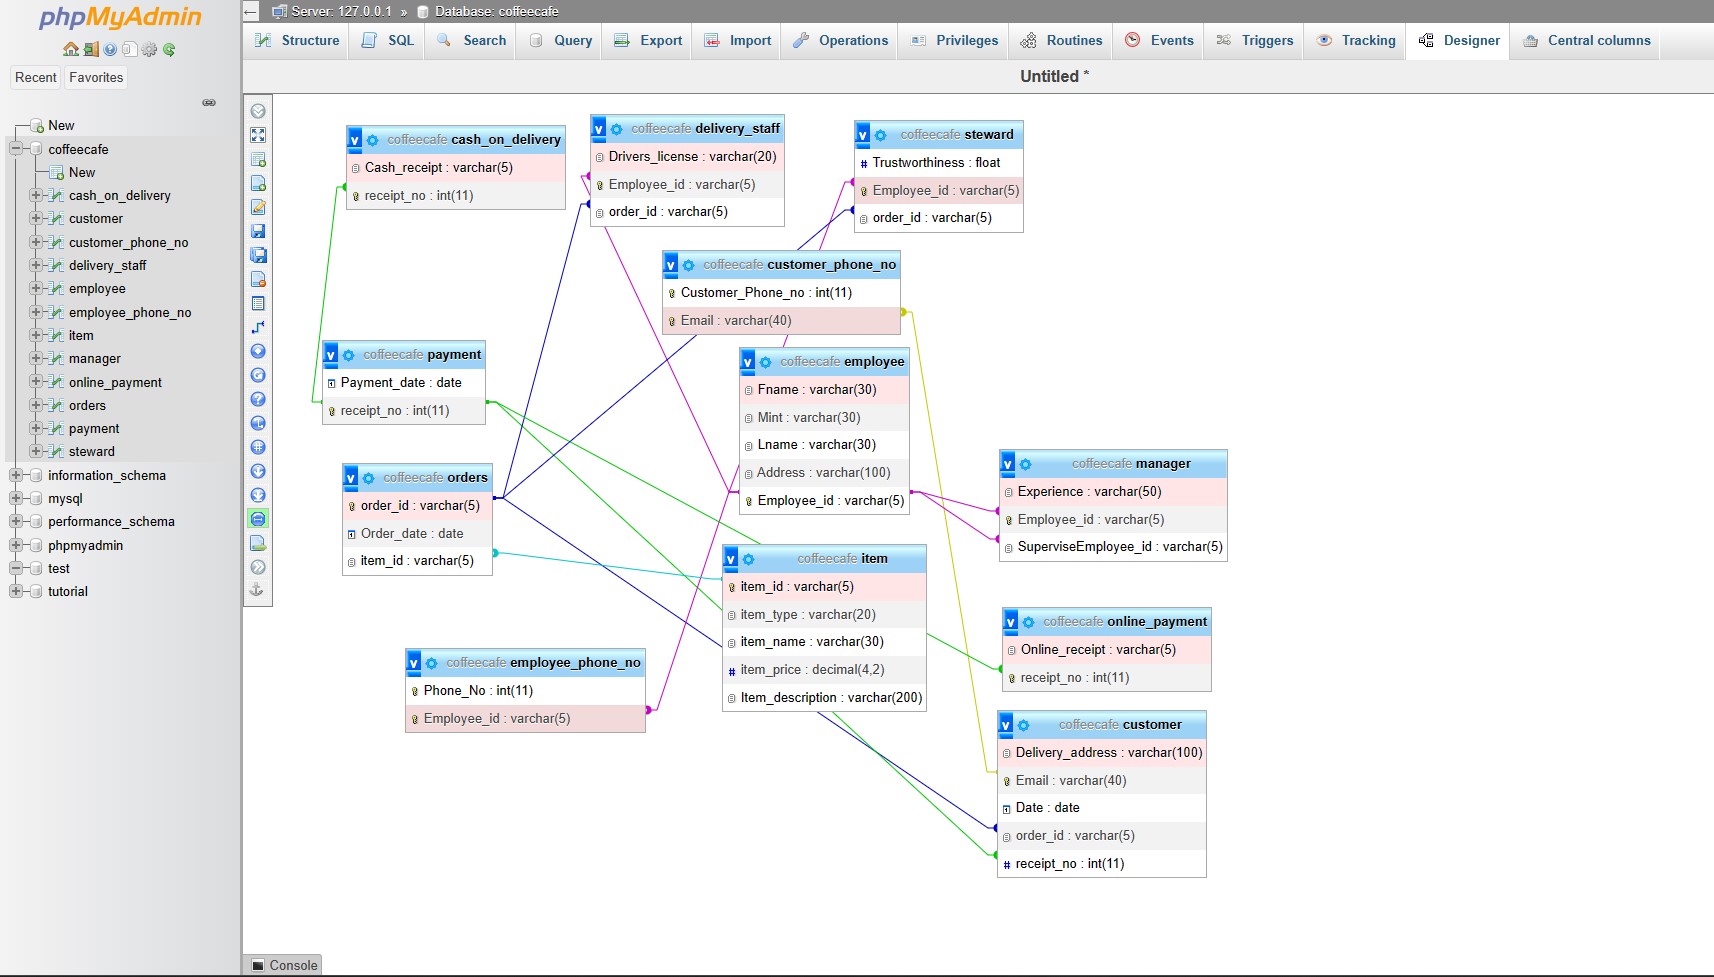 phpMyAdmin
Recent Favorites
New
coffeecafe
New
cash_on_delivery
customer
customer_phone_no
delivery_staff
employee
employee_phone_no
item
manager
online_payment
orders
payment
steward
information_schema
mysql
performance_schema
phpmyadmin
test
tutorial
Server: 127.0.0.1 » Database: coffeecafe
Structure SQL Search Query Export Import Operations Privileges Routines Events Triggers Tracking Designer Central columns
Untitled *
v coffeecafe cash_on_delivery
Cash_receipt : varchar(5)
receipt_no : int(11)
v coffeecafe delivery_staff
Drivers_license : varchar(20)
Employee_id : varchar(5)
order_id : varchar(5)
v coffeecafe steward
# Trustworthiness : float
Employee_id : varchar(5)
order_id : varchar(5)
v coffeecafe customer_phone_no
Customer_Phone_no : int(11)
Email : varchar(40)
v coffeecafe payment
Payment_date : date
receipt_no : int(11)
v coffeecafe employee
Fname : varchar(30)
Mint : varchar(30)
Lname : varchar(30)
Address : varchar(100)
Employee_id : varchar(5)
v coffeecafe orders
order_id : varchar(5)
Order_date : date
item_id : varchar(5)
v coffeecafe manager
Experience : varchar(50)
Employee_id : varchar(5)
SuperviseEmployee_id : varchar(5)
v coffeecafe item
item_id : varchar(5)
item_type : varchar(20)
item_name : varchar(30)
# item_price : decimal(4,2)
Item_description : varchar(200)
v coffeecafe online_payment
Online_receipt : varchar(5)
receipt_no : int(11)
v coffeecafe employee_phone_no
Phone_No : int(11)
Employee_id : varchar(5)
v coffeecafe customer
Delivery_address : varchar(100)
Email : varchar(40)
Date : date
order_id : varchar(5)
# receipt_no : int(11)
Console